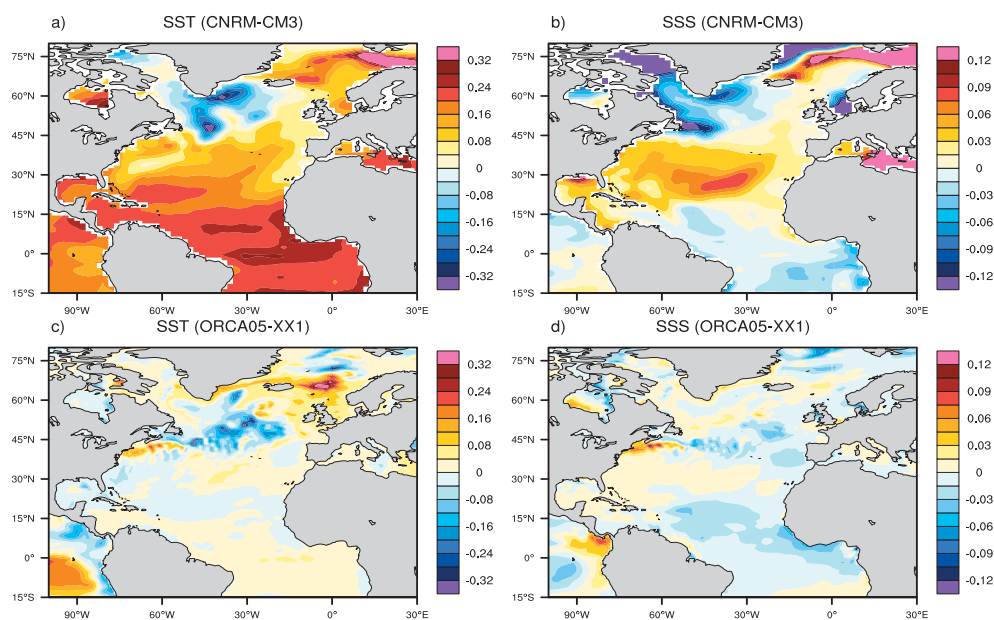 a) SST (CNRM-CM3)
75°N
60°N
45°N
30°N
15°N
0°N
15°S
90°W 60°W 30°W 0° 30°E
0.32
0.24
0.16
0.08
0
-0.08
-0.16
-0.24
-0.32
b) SSS (CNRM-CM3)
75°N
60°N
45°N
30°N
15°N
0°N
15°S
90°W 60°W 30°W 0° 30°E
0.12
0.09
0.06
0.03
0
-0.03
-0.06
-0.09
-0.12
c) SST (ORCA05-XX1)
75°N
60°N
45°N
30°N
15°N
0°N
15°S
90°W 60°W 30°W 0° 30°E
0.32
0.24
0.16
0.08
0
-0.08
-0.16
-0.24
-0.32
d) SSS (ORCA05-XX1)
75°N
60°N
45°N
30°N
15°N
0°N
15°S
90°W 60°W 30°W 0° 30°E
0.12
0.09
0.06
0.03
0
-0.03
-0.06
-0.09
-0.12